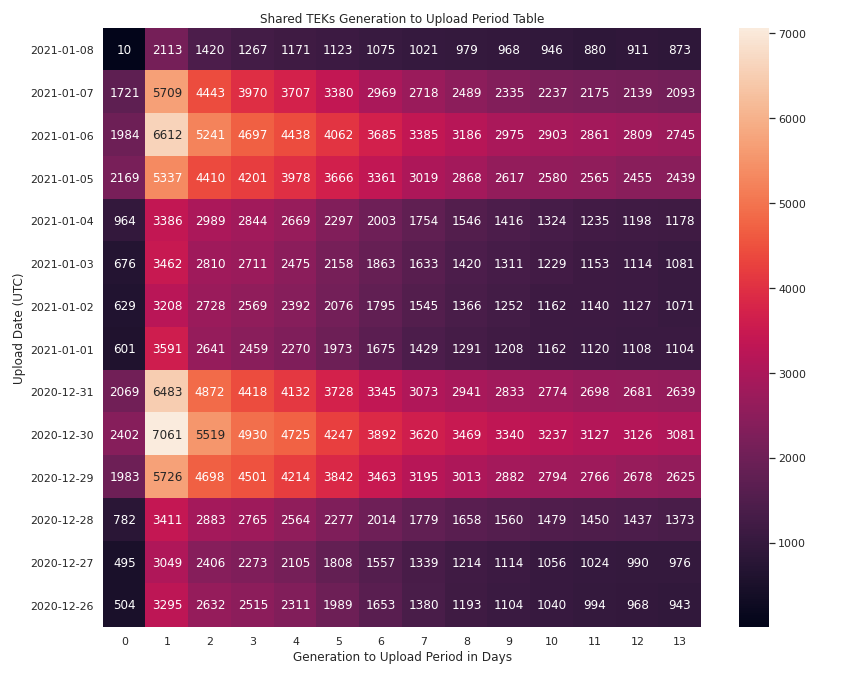 Shared TEKs Generation to Upload Period Table
Upload Date (UTC)
2021-01-08 10 2113 1420 1267 1171 1123 1075 1021 979 968 946 880 911 873
2021-01-07 1721 5709 4443 3970 3707 3380 2969 2718 2489 2335 2237 2175 2139 2093
2021-01-06 1984 6612 5241 4697 4438 4062 3685 3385 3186 2975 2903 2861 2809 2745
2021-01-05 2169 5337 4410 4201 3978 3666 3361 3019 2868 2617 2580 2565 2455 2439
2021-01-04 964 3386 2989 2844 2669 2297 2003 1754 1546 1416 1324 1235 1198 1178
2021-01-03 676 3462 2810 2711 2475 2158 1863 1633 1420 1311 1229 1153 1114 1081
2021-01-02 629 3208 2728 2569 2392 2076 1795 1545 1366 1252 1162 1140 1127 1071
2021-01-01 601 3591 2641 2459 2270 1973 1675 1429 1291 1208 1162 1120 1108 1104
2020-12-31 2069 6483 4872 4418 4132 3728 3345 3073 2941 2833 2774 2698 2681 2639
2020-12-30 2402 7061 5519 4930 4725 4247 3892 3620 3469 3340 3237 3127 3126 3081
2020-12-29 1983 5726 4698 4501 4214 3842 3463 3195 3013 2882 2794 2766 2678 2625
2020-12-28 782 3411 2883 2765 2564 2277 2014 1779 1658 1560 1479 1450 1437 1373
2020-12-27 495 3049 2406 2273 2105 1808 1557 1339 1214 1114 1056 1024 990 976
2020-12-26 504 3295 2632 2515 2311 1989 1653 1380 1193 1104 1040 994 968 943
0 1 2 3 4 5 6 7 8 9 10 11 12 13
Generation to Upload Period in Days
7000
6000
5000
4000
3000
2000
1000